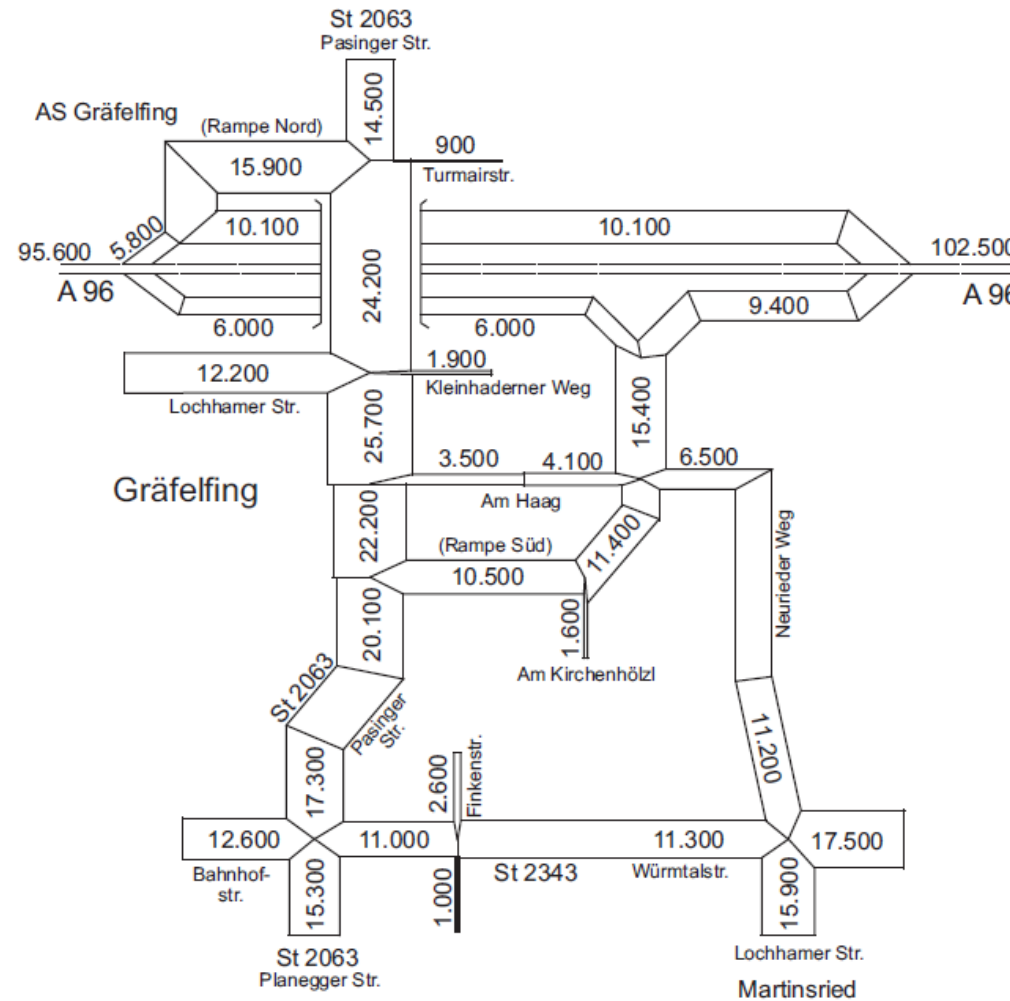 St 2063
Pasinger Str.
AS Gräfelfing
(Rampe Nord)
14.500
900
15.900
Turmairstr.
5.800
10.100
10.100
95.600
102.500
A 96
A 96
24.200
6.000
6.000
9.400
12.200
1.900
Lochhamer Str.
Kleinhaderner Weg
25.700
15.400
3.500
4.100
6.500
Gräfelfing
Am Haag
22.200
(Rampe Süd)
11.400
Neurieder Weg
10.500
20.100
1.600
Am Kirchenhölzl
St 2063
Pasinger
Str.
11.200
17.300
2.600
Finkenstr.
12.600
11.000
11.300
17.500
Bahnhof-
str.
15.300
1.000
St 2343
Würmtalstr.
15.900
St 2063
Planegger Str.
Lochhamer Str.
Martinsried